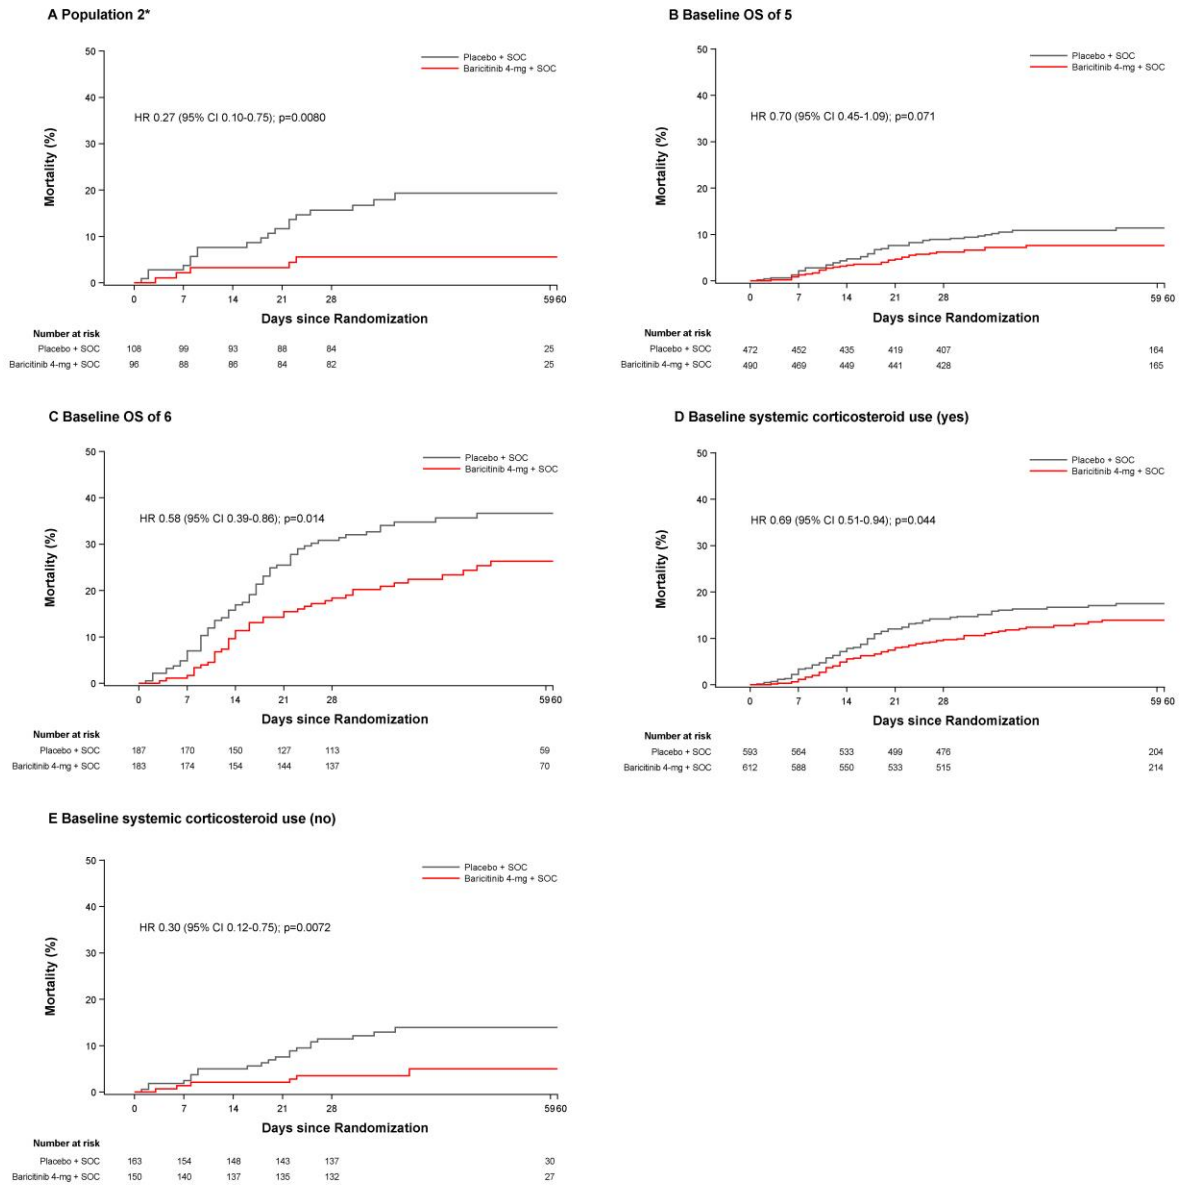 A Population 2*
Placebo + SOC
Baricitinib 4-mg + SOC
HR 0.27 (95% CI 0.10-0.75); p=0.0080
Mortality (%)
50
40
30
20
10
0
0 7 14 21 28 59 60
Days since Randomization
Number at risk
Placebo + SOC 108 99 93 88 84 25
Baricitinib 4-mg + SOC 96 88 86 84 82 25
B Baseline OS of 5
Placebo + SOC
Baricitinib 4-mg + SOC
HR 0.70 (95% CI 0.45-1.09); p=0.071
Mortality (%)
50
40
30
20
10
0
0 7 14 21 28 59 60
Days since Randomization
Number at risk
Placebo + SOC 472 452 435 419 407 164
Baricitinib 4-mg + SOC 490 469 449 441 428 165
C Baseline OS of 6
Placebo + SOC
Baricitinib 4-mg + SOC
HR 0.58 (95% CI 0.39-0.86); p=0.014
Mortality (%)
50
40
30
20
10
0
0 7 14 21 28 59 60
Days since Randomization
Number at risk
Placebo + SOC 187 170 150 127 113 59
Baricitinib 4-mg + SOC 183 174 154 144 137 70
D Baseline systemic corticosteroid use (yes)
Placebo + SOC
Baricitinib 4-mg + SOC
HR 0.69 (95% CI 0.51-0.94); p=0.044
Mortality (%)
50
40
30
20
10
0
0 7 14 21 28 59 60
Days since Randomization
Number at risk
Placebo + SOC 593 564 533 499 476 204
Baricitinib 4-mg + SOC 612 588 550 533 515 214
E Baseline systemic corticosteroid use (no)
Placebo + SOC
Baricitinib 4-mg + SOC
HR 0.30 (95% CI 0.12-0.75); p=0.0072
Mortality (%)
50
40
30
20
10
0
0 7 14 21 28 59 60
Days since Randomization
Number at risk
Placebo + SOC 163 154 148 143 137 30
Baricitinib 4-mg + SOC 150 140 137 135 132 27